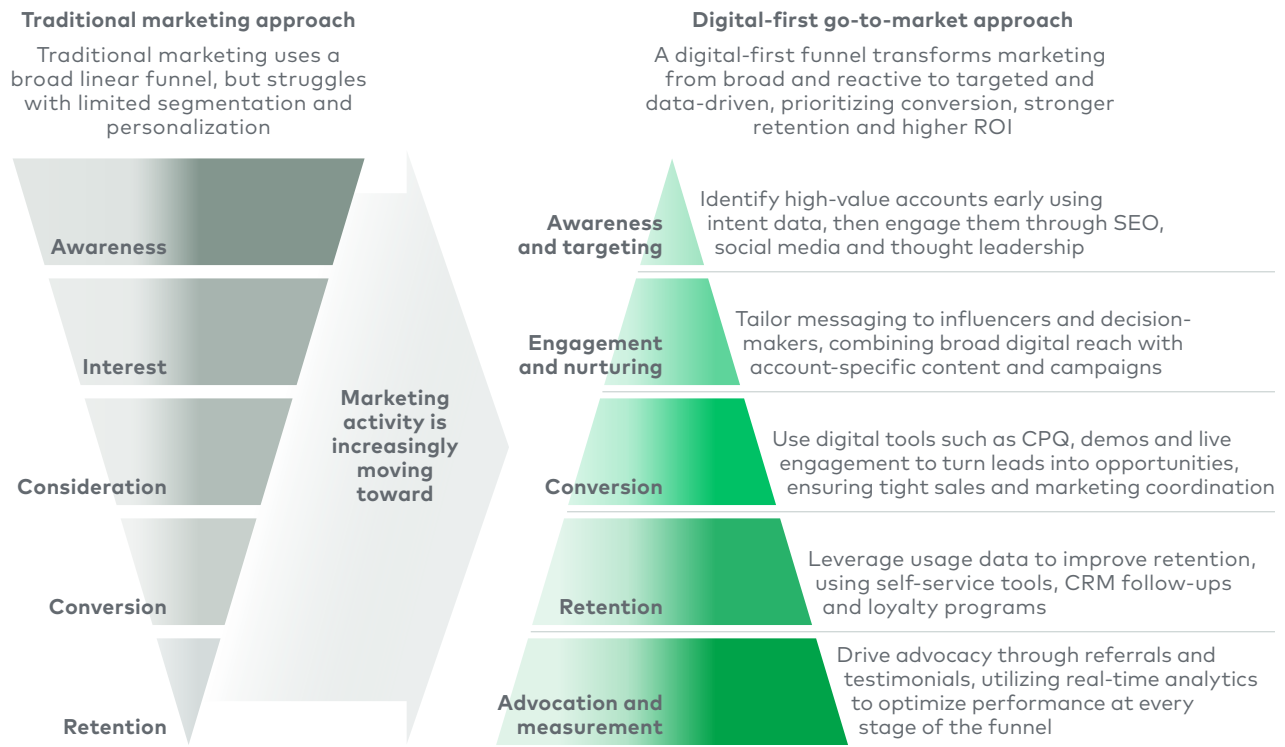 Traditional marketing approach
Traditional marketing uses a
broad linear funnel, but struggles
with limited segmentation and
personalization
Awareness
Interest
Consideration
Conversion
Retention
Marketing
activity is
increasingly
moving
toward
Digital-first go-to-market approach
A digital-first funnel transforms marketing
from broad and reactive to targeted and
data-driven, prioritizing conversion, stronger
retention and higher ROI
Awareness
and targeting
Identify high-value accounts early using
intent data, then engage them through SEO,
social media and thought leadership
Engagement
and nurturing
Tailor messaging to influencers and decision-
makers, combining broad digital reach with
account-specific content and campaigns
Conversion
Use digital tools such as CPQ, demos and live
engagement to turn leads into opportunities,
ensuring tight sales and marketing coordination
Retention
Leverage usage data to improve retention,
using self-service tools, CRM follow-ups
and loyalty programs
Advocation and
measurement
Drive advocacy through referrals and
testimonials, utilizing real-time analytics
to optimize performance at every
stage of the funnel